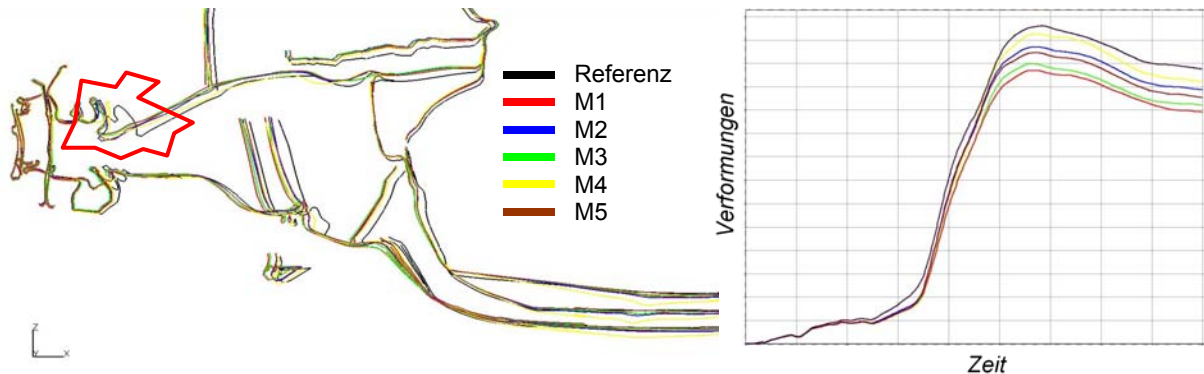 Referenz
M1
M2
M3
M4
M5
Z
Y X
Verformungen
Zeit